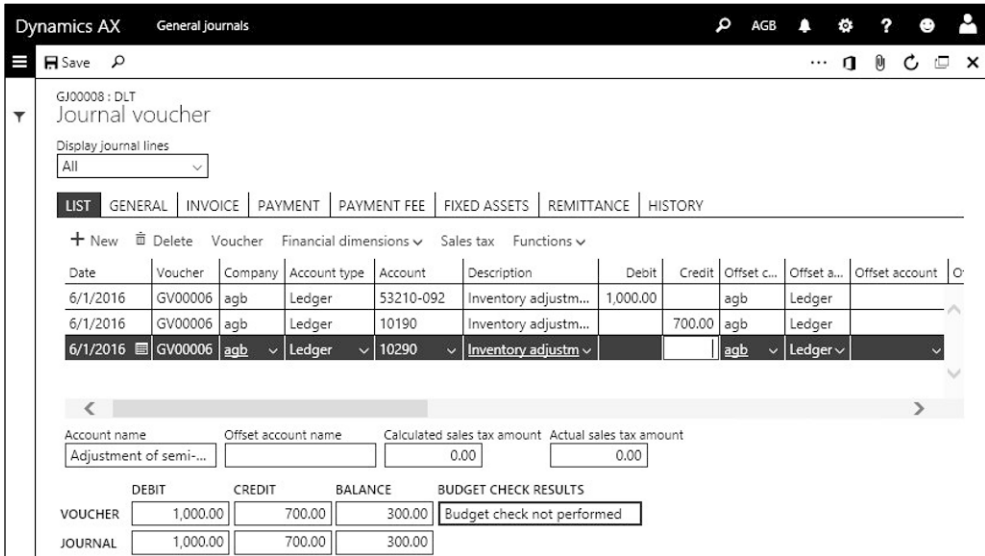 Dynamics AX General journals AGB ?
Save ...
GJ00008 : DLT
Journal voucher
Display journal lines
All
LIST GENERAL INVOICE PAYMENT PAYMENT FEE FIXED ASSETS REMITTANCE HISTORY
+ New Delete Voucher Financial dimensions Sales tax Functions
Date Voucher Company Account type Account Description Debit Credit Offset c... Offset a... Offset account O
6/1/2016 GV00006 agb Ledger 53210-092 Inventory adjustm... 1,000.00 agb Ledger
6/1/2016 GV00006 agb Ledger 10190 Inventory adjustm... 700.00 agb Ledger
6/1/2016 GV00006 agb Ledger 10290 Inventory adjustm agb Ledger
Account name Offset account name Calculated sales tax amount Actual sales tax amount
Adjustment of semi-... 0.00 0.00
DEBIT CREDIT BALANCE BUDGET CHECK RESULTS
VOUCHER 1,000.00 700.00 300.00 Budget check not performed
JOURNAL 1,000.00 700.00 300.00